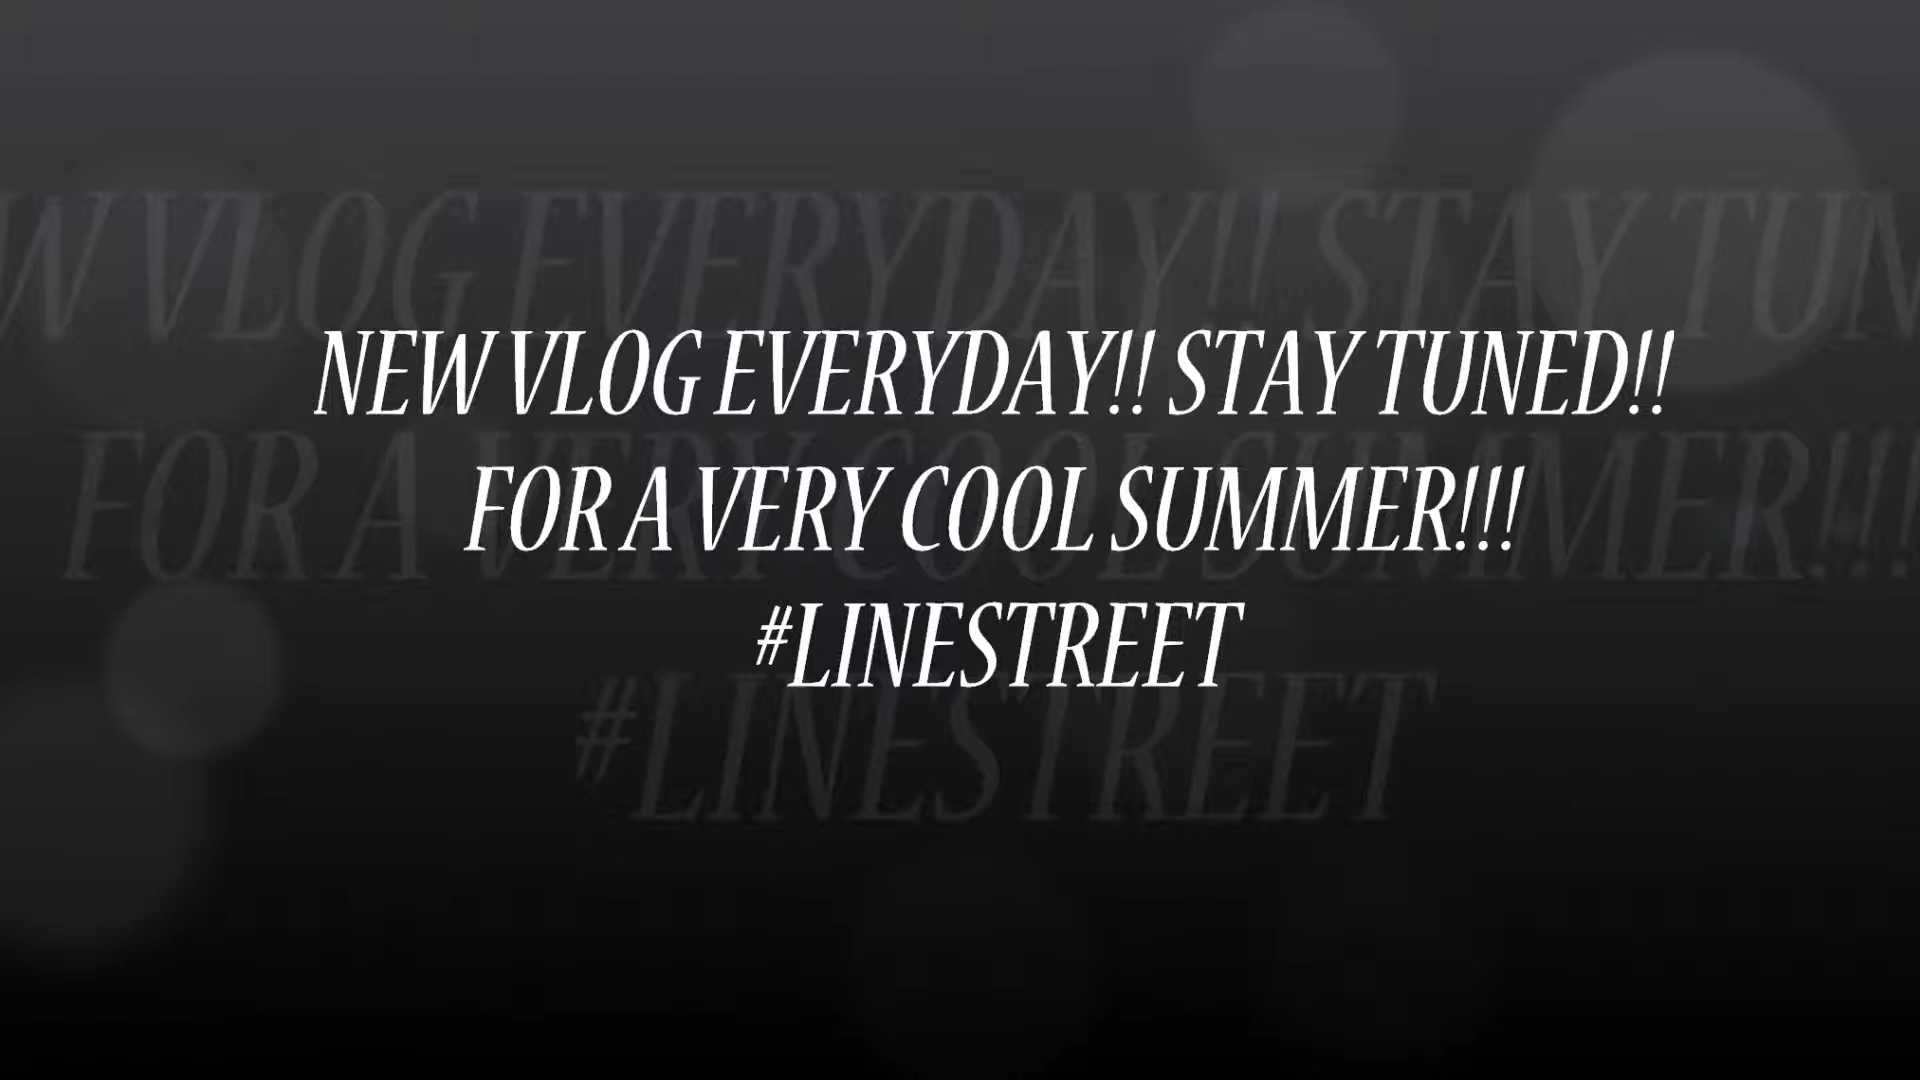 NEW VLOG EVERYDAY!! STAY TUNED!!
FOR A VERY COOL SUMMER!!!
#LINESTREET